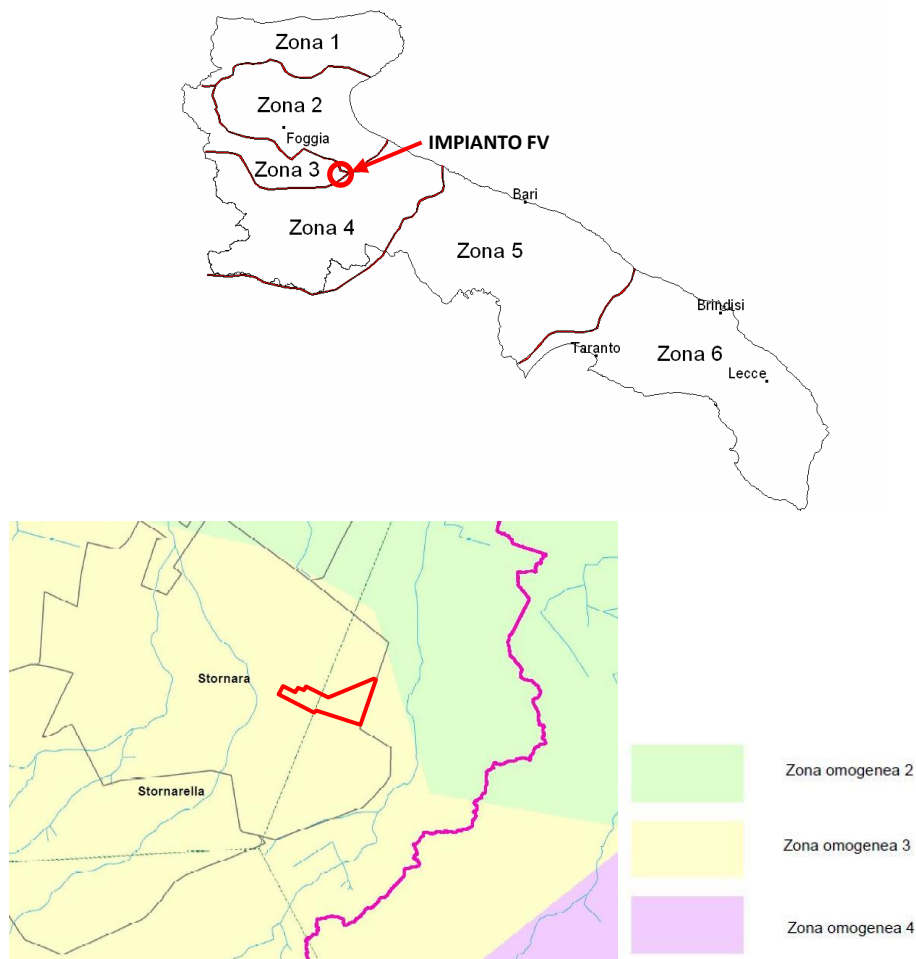 Zona 1
Zona 2
Foggia
IMPIANTO FV
Zona 3
Bari
Zona 4
Zona 5
Brindisi
Taranto
Zona 6
Lecce
Stornara
Stornarella
Zona omogenea 2
Zona omogenea 3
Zona omogenea 4